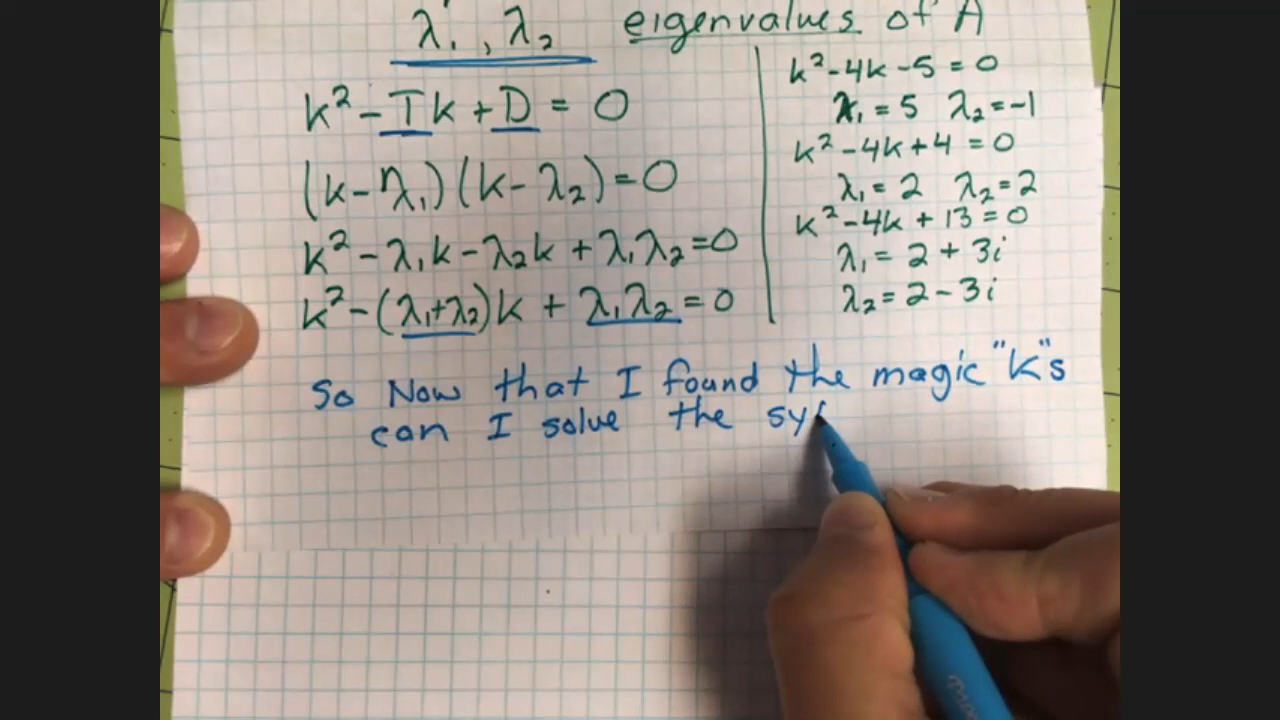 λ₁, λ₂ eigenvalues of A
k² - Tk + D = 0
(k - λ₁)(k - λ₂) = 0
k² - λ₁k - λ₂k + λ₁λ₂ = 0
k² - (λ₁+λ₂)k + λ₁λ₂ = 0
k² - 4k - 5 = 0
λ₁ = 5 λ₂ = -1
k² - 4k + 4 = 0
λ₁ = 2 λ₂ = 2
k² - 4k + 13 = 0
λ₁ = 2 + 3i
λ₂ = 2 - 3i
So Now that I found the magic "K"s
can I solve the sy